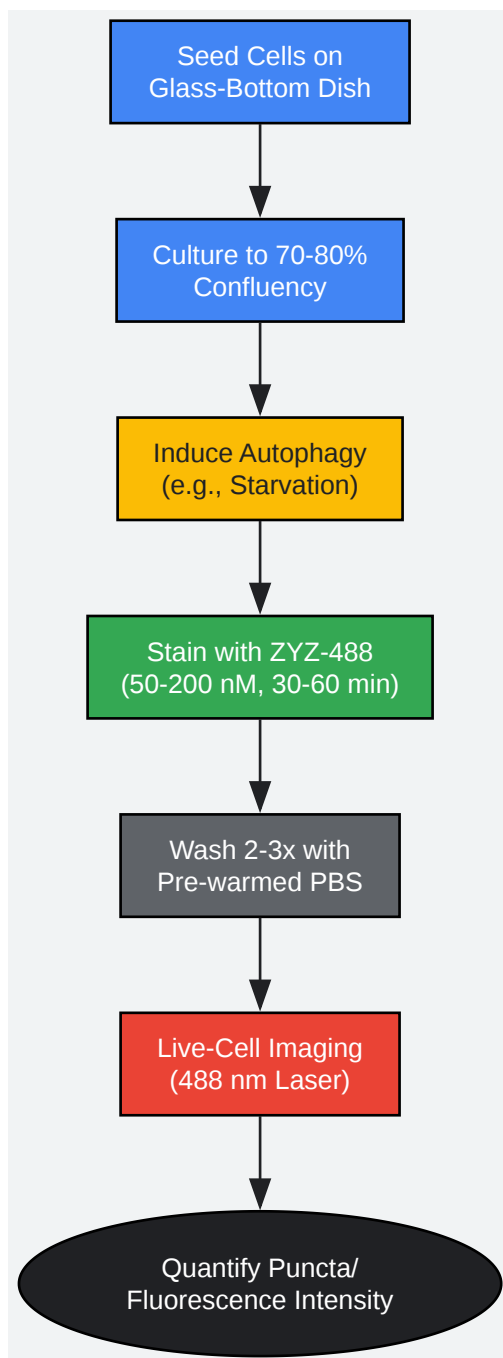 Seed Cells on
Glass-Bottom Dish
Culture to 70-80%
Confluency
Induce Autophagy
(e.g., Starvation)
Stain with ZYZ-488
(50-200 nM, 30-60 min)
Wash 2-3x with
Pre-warmed PBS
Live-Cell Imaging
(488 nm Laser)
Quantify Puncta/
Fluorescence Intensity